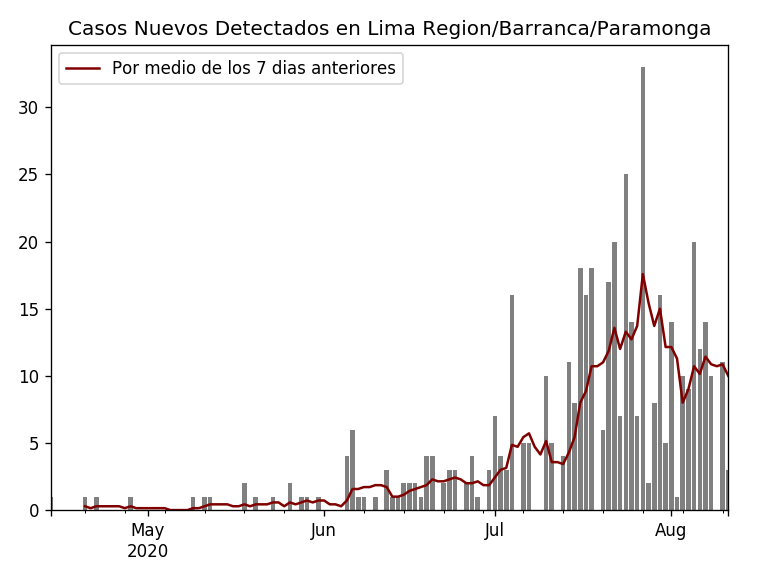 Casos Nuevos Detectados en Lima Region/Barranca/Paramonga
Por medio de los 7 dias anteriores
30
25
20
15
10
5
0
May Jun Jul Aug
2020